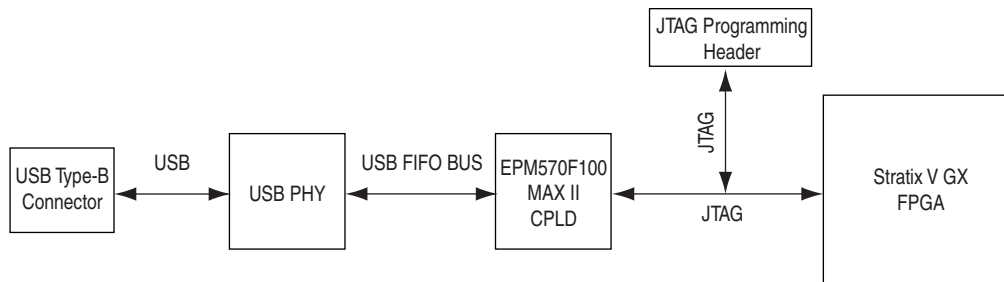 JTAG Programming
Header
JTAG
USB Type-B
Connector
USB
USB PHY
USB FIFO BUS
EPM570F100
MAX II
CPLD
JTAG
Stratix V GX
FPGA